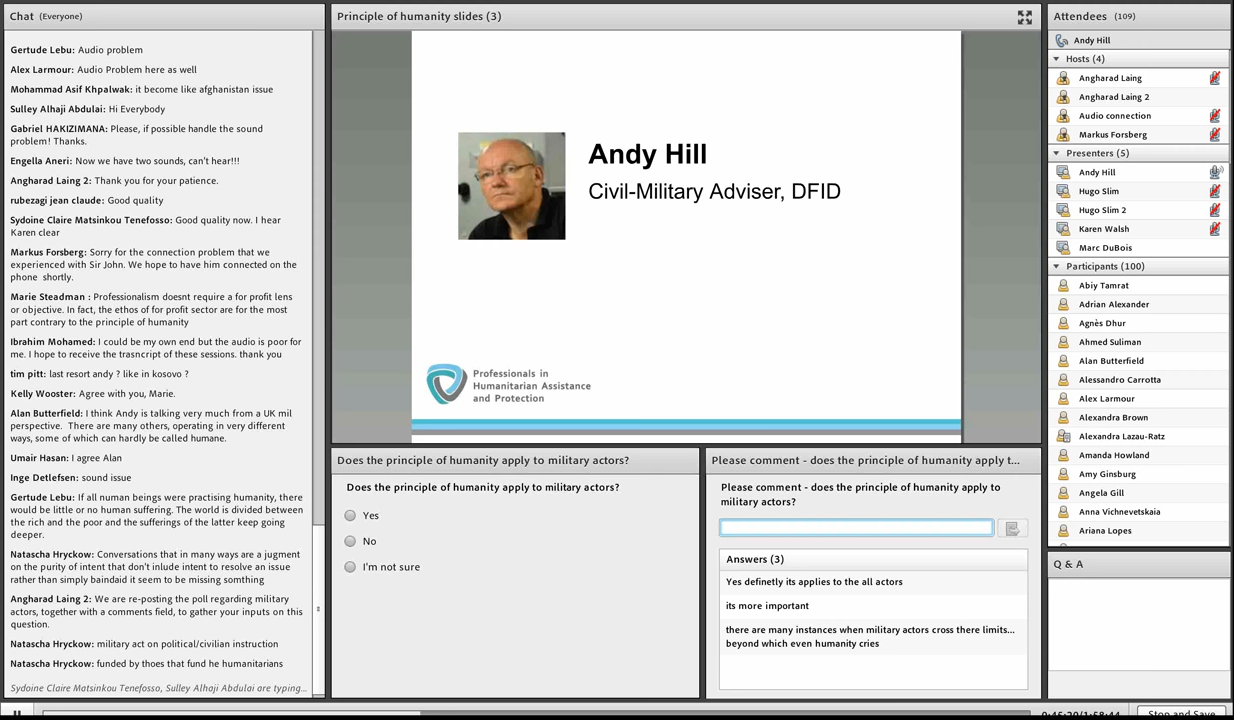 Chat (Everyone)
Gertude Lebu: Audio problem
Alex Larmour: Audio Problem here as well
Mohammad Asif Khpalwak: it become like afghanistan issue
Sulley Alhaji Abdulai: Hi Everybody
Gabriel HAKIZIMANA: Please, if possible handle the sound
problem! Thanks.
Engella Aneri: Now we have two sounds, can't hear!!!
Angharad Laing 2: Thank you for your patience.
rubezagi jean claude: Good quality
Sydoine Claire Matsinkou Tenefosso: Good quality now. I hear
Karen clear
Markus Forsberg: Sorry for the connection problem that we
experienced with Sir John. We hope to have him connected on the
phone shortly.
Marie Steadman : Professionalism doesnt require a for profit lens
or objective. In fact, the ethos of for profit sector are for the most
part contrary to the principle of humanity
Ibrahim Mohamed: I could be my own end but the audio is poor for
me. I hope to receive the trasncript of these sessions. thank you
tim pitt: last resort andy ? like in kosovo ?
Kelly Wooster: Agree with you, Marie.
Alan Butterfield: I think Andy is talking very much from a UK mil
perspective. There are many others, operating in very different
ways, some of which can hardly be called humane.
Umair Hasan: I agree Alan
Inge Detlefsen: sound issue
Gertude Lebu: If all human beings were practising humanity, there
would be little or no human suffering. The world is divided between
the rich and the poor and the sufferings of the latter keep going
deeper.
Natascha Hryckow: Conversations that in many ways are a jugment
on the purity of intent that don't inlude intent to resolve an issue
rather than simply baindaid it seem to be missing somthing
Angharad Laing 2: We are re-posting the poll regarding military
actors, together with a comments field, to gather your inputs on this
question.
Natascha Hryckow: military act on political/civilian instruction
Natascha Hryckow: funded by thoes that fund he humanitarians
Sydoine Claire Matsinkou Tenefosso, Sulley Alhaji Abdulai are typing...
Principle of humanity slides (3)
Andy Hill
Civil-Military Adviser, DFID
Professionals in
Humanitarian Assistance
and Protection
Does the principle of humanity apply to military actors?
Does the principle of humanity apply to military actors?
Yes
No
I'm not sure
Please comment - does the principle of humanity apply t...
Please comment - does the principle of humanity apply to
military actors?
Answers (3)
Yes definetly its applies to the all actors
its more important
there are many instances when military actors cross there limits...
beyond which even humanity cries
Attendees (109)
Andy Hill
Hosts (4)
Angharad Laing
Angharad Laing 2
Audio connection
Markus Forsberg
Presenters (5)
Andy Hill
Hugo Slim
Hugo Slim 2
Karen Walsh
Marc DuBois
Participants (100)
Abiy Tamrat
Adrian Alexander
Agnès Dhur
Ahmed Suliman
Alan Butterfield
Alessandro Carrotta
Alex Larmour
Alexandra Brown
Alexandra Lazau-Ratz
Amanda Howland
Amy Ginsburg
Angela Gill
Anna Vichnevetskaia
Ariana Lopes
Q & A
0:45:20/1:58:44
Stop and Save